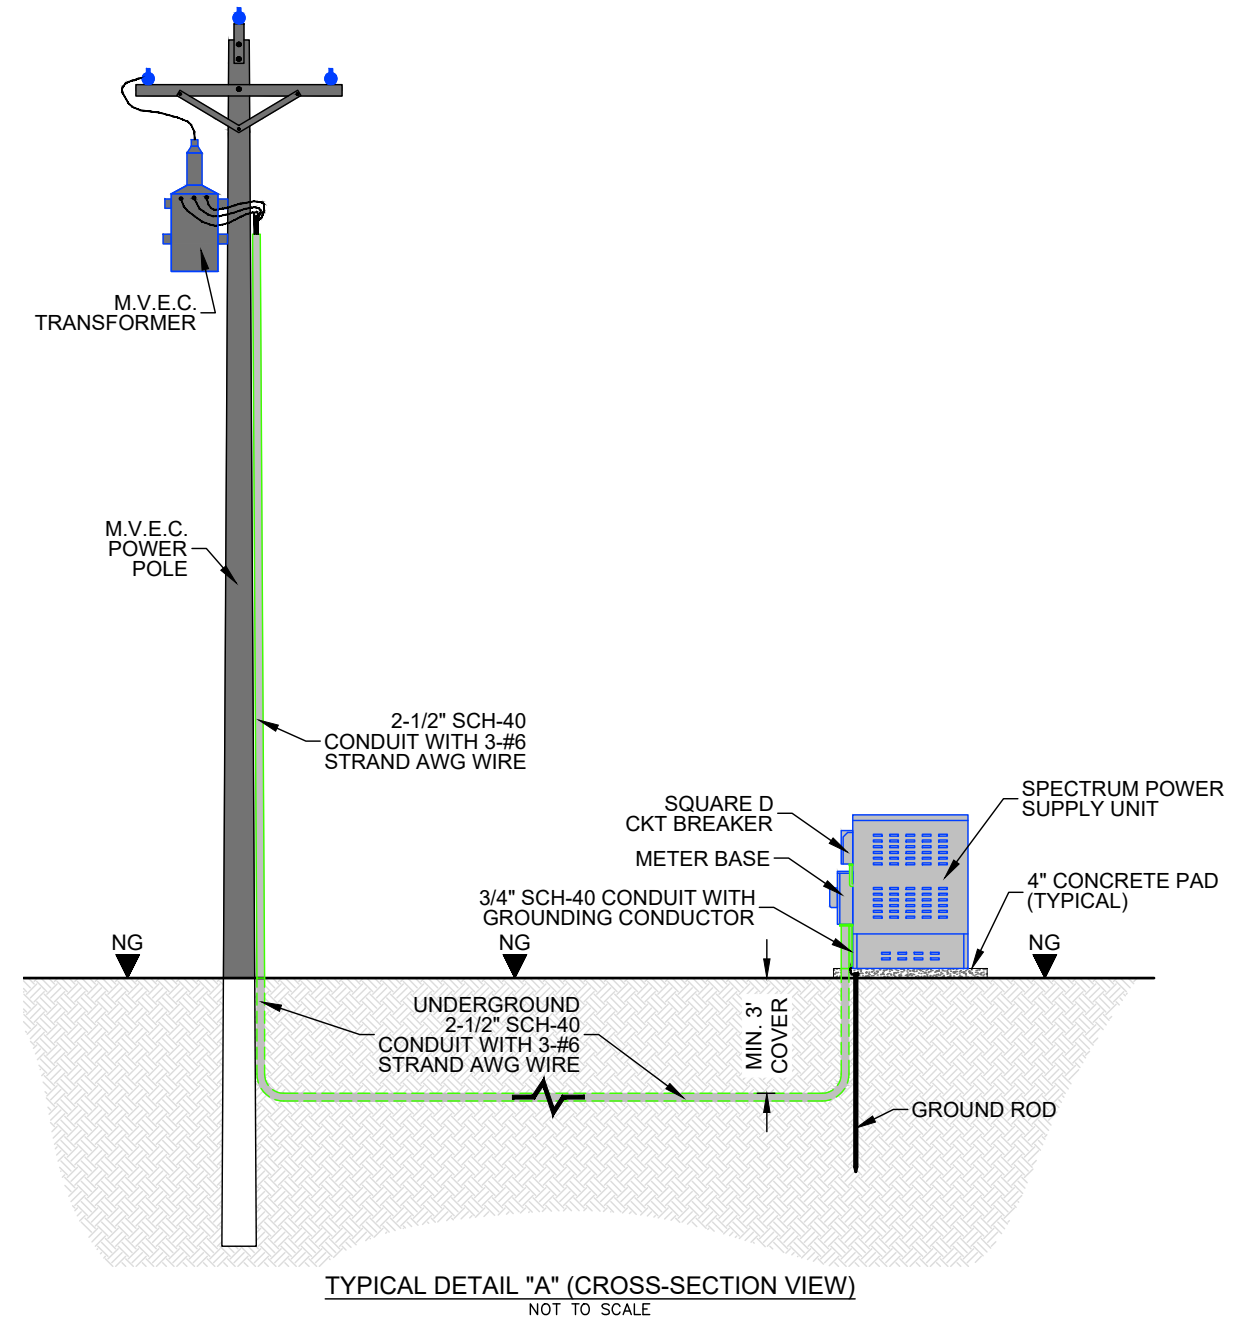 M.V.E.C.
TRANSFORMER
M.V.E.C.
POWER
POLE
2-1/2" SCH-40
CONDUIT WITH 3-#6
STRAND AWG WIRE
SQUARE D
CKT BREAKER
METER BASE
3/4" SCH-40 CONDUIT WITH
GROUNDING CONDUCTOR
SPECTRUM POWER
SUPPLY UNIT
4" CONCRETE PAD
(TYPICAL)
NG
NG
NG
UNDERGROUND
2-1/2" SCH-40
CONDUIT WITH 3-#6
STRAND AWG WIRE
MIN. 3'
COVER
GROUND ROD
TYPICAL DETAIL "A" (CROSS-SECTION VIEW)
NOT TO SCALE